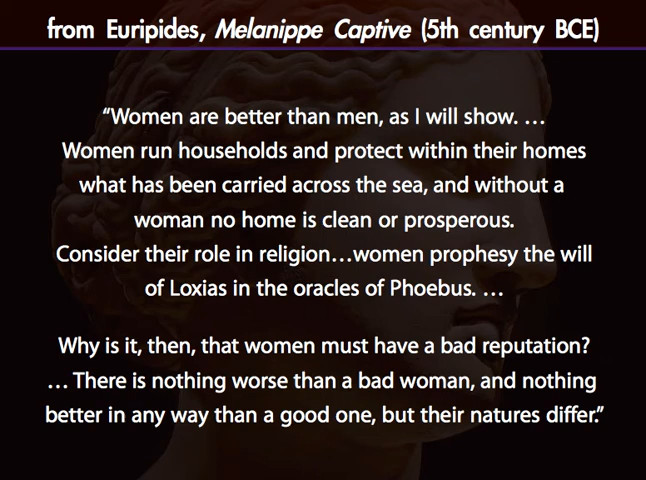 from Euripides, Melanippe Captive (5th century BCE)
“Women are better than men, as I will show. …
Women run households and protect within their homes
what has been carried across the sea, and without a
woman no home is clean or prosperous.
Consider their role in religion…women prophesy the will
of Loxias in the oracles of Phoebus. …
Why is it, then, that women must have a bad reputation?
… There is nothing worse than a bad woman, and nothing
better in any way than a good one, but their natures differ.”